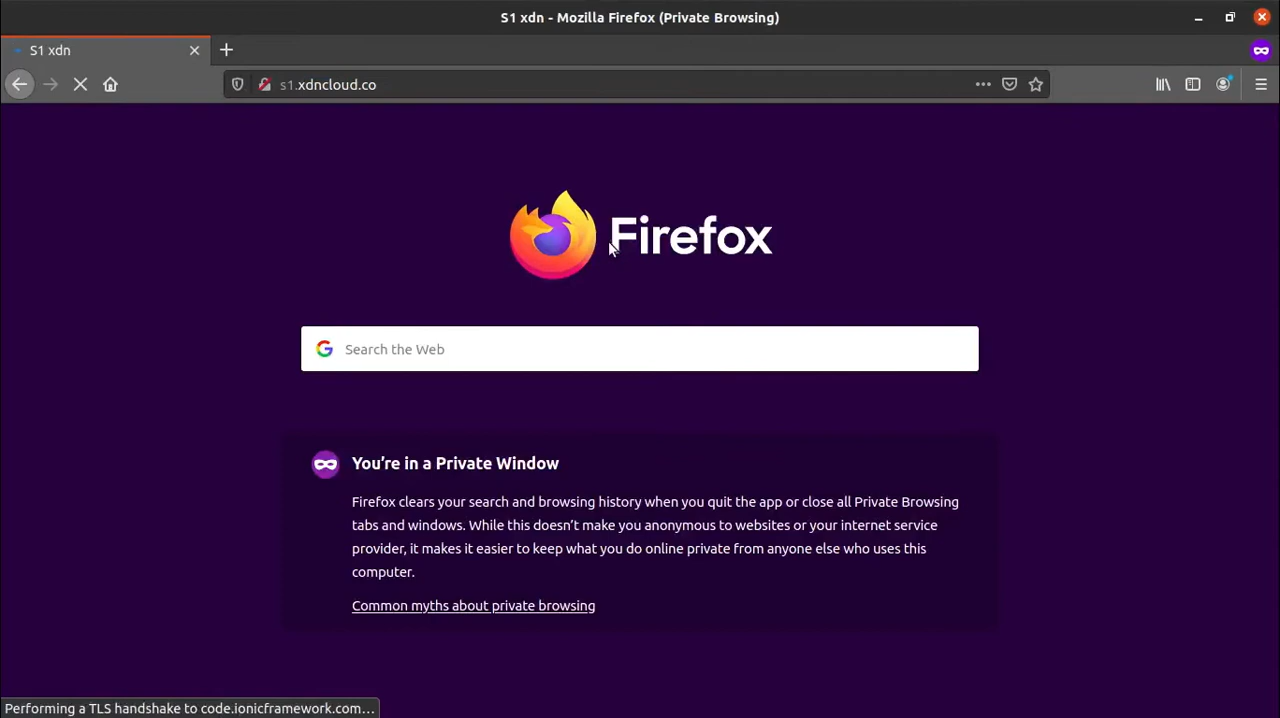 S1 xdn - Mozilla Firefox (Private Browsing)
S1 xdn
s1.xdncloud.co
Firefox
Search the Web
You're in a Private Window
Firefox clears your search and browsing history when you quit the app or close all Private Browsing
tabs and windows. While this doesn't make you anonymous to websites or your internet service
provider, it makes it easier to keep what you do online private from anyone else who uses this
computer.
Common myths about private browsing
Performing a TLS handshake to code.ionicframework.com…